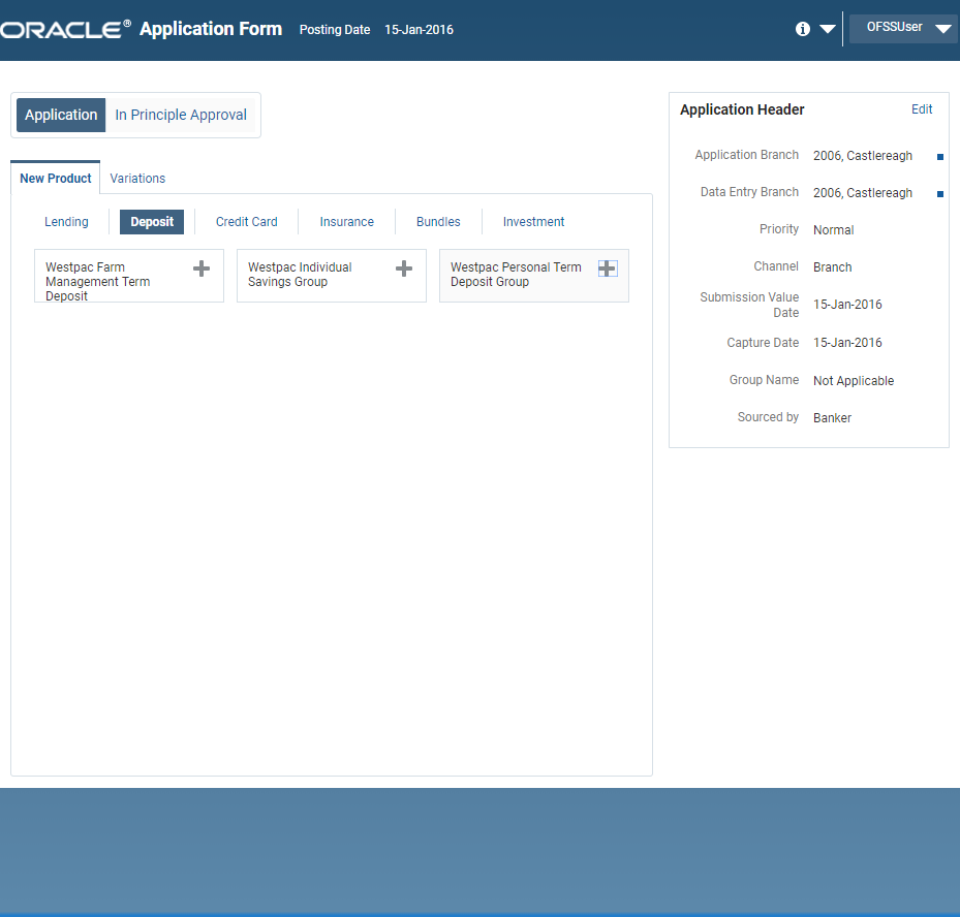 ORACLE® Application Form Posting Date 15-Jan-2016 OFSSUser
Application In Principle Approval
New Product Variations
Lending Deposit Credit Card Insurance Bundles Investment
Westpac Farm
Management Term
Deposit
Westpac Individual
Savings Group
Westpac Personal Term
Deposit Group
Application Header Edit
Application Branch 2006, Castlereagh
Data Entry Branch 2006, Castlereagh
Priority Normal
Channel Branch
Submission Value
Date 15-Jan-2016
Capture Date 15-Jan-2016
Group Name Not Applicable
Sourced by Banker